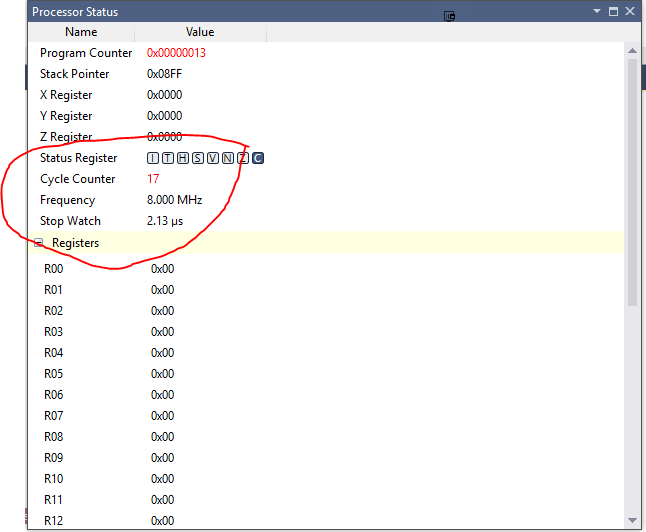 Processor Status
Name Value
Program Counter 0x00000013
Stack Pointer 0x08FF
X Register 0x0000
Y Register 0x0000
Z Register 0x0000
Status Register I T H S V N Z C
Cycle Counter 17
Frequency 8.000 MHz
Stop Watch 2.13 µs
Registers
R00 0x00
R01 0x00
R02 0x00
R03 0x00
R04 0x00
R05 0x00
R06 0x00
R07 0x00
R08 0x00
R09 0x00
R10 0x00
R11 0x00
R12 0x00